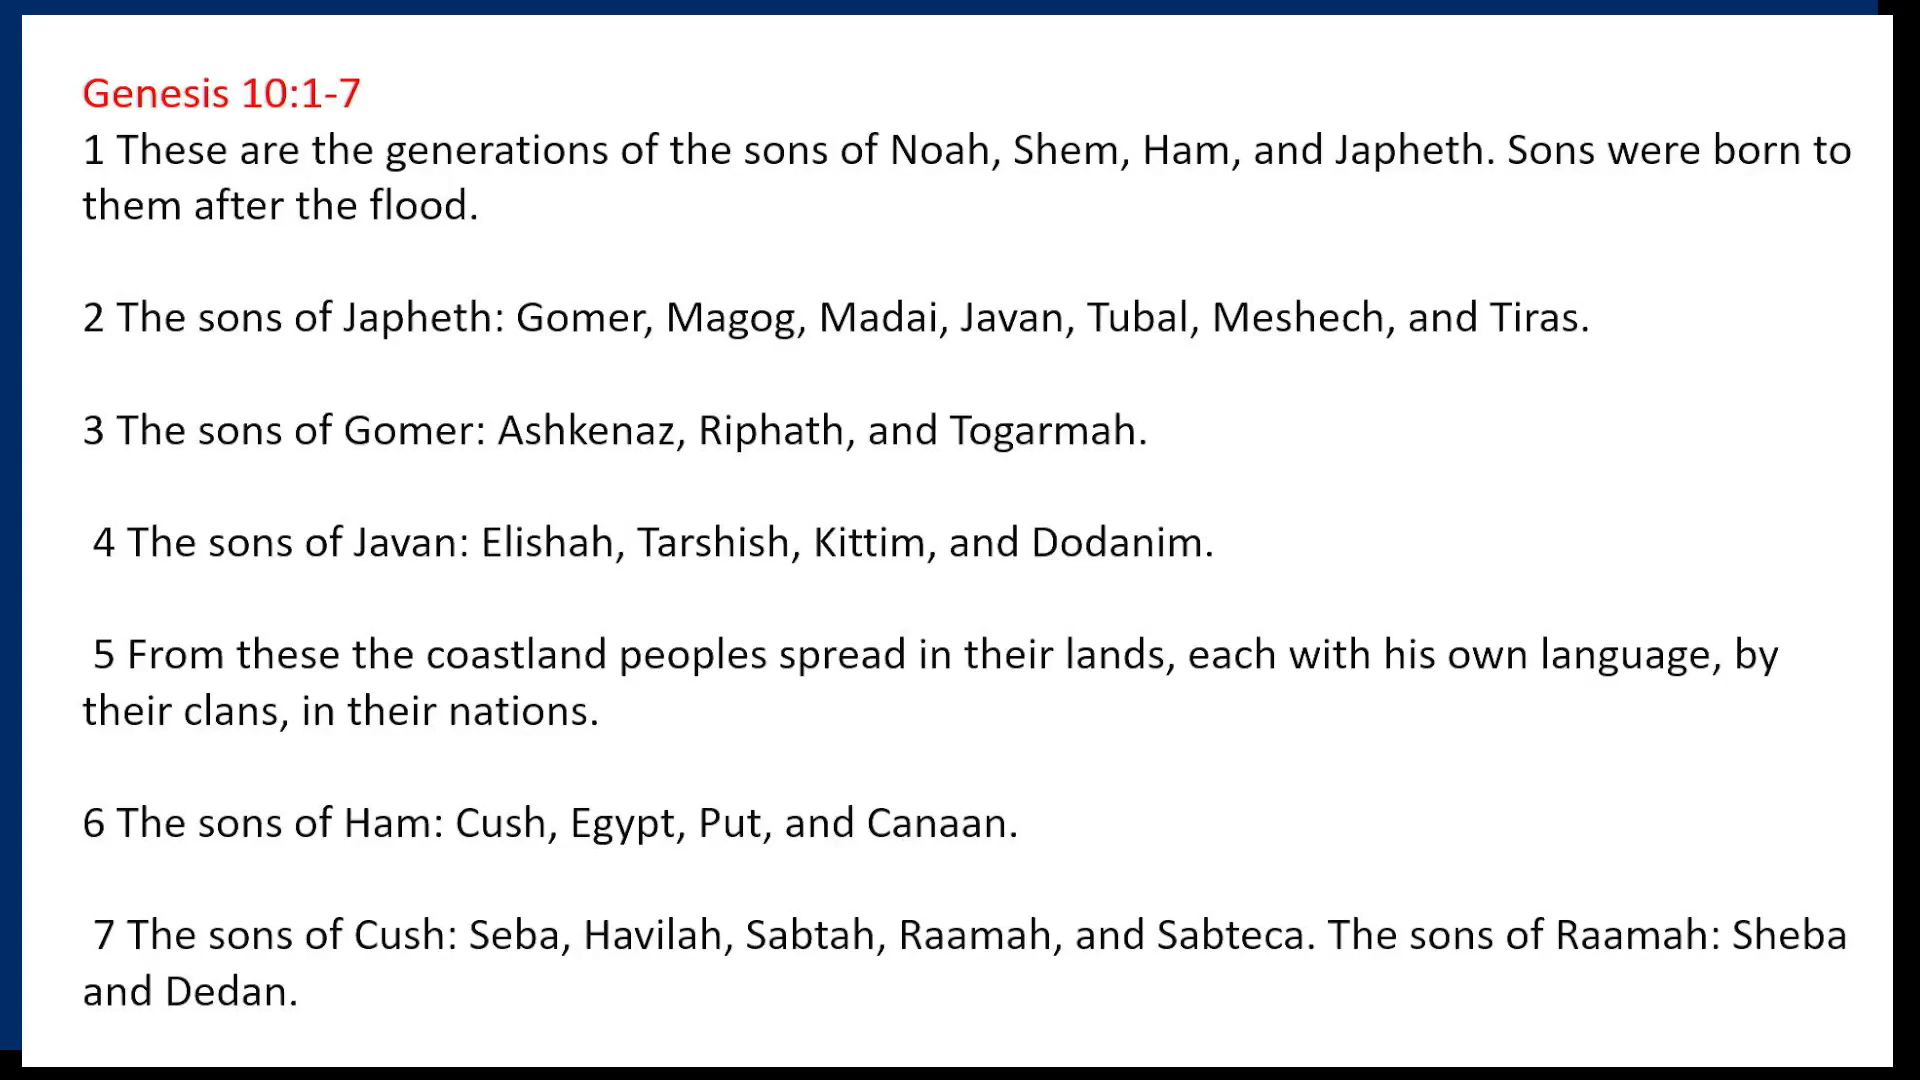 Genesis 10:1-7
1 These are the generations of the sons of Noah, Shem, Ham, and Japheth. Sons were born to
them after the flood.
2 The sons of Japheth: Gomer, Magog, Madai, Javan, Tubal, Meshech, and Tiras.
3 The sons of Gomer: Ashkenaz, Riphath, and Togarmah.
4 The sons of Javan: Elishah, Tarshish, Kittim, and Dodanim.
5 From these the coastland peoples spread in their lands, each with his own language, by
their clans, in their nations.
6 The sons of Ham: Cush, Egypt, Put, and Canaan.
7 The sons of Cush: Seba, Havilah, Sabtah, Raamah, and Sabteca. The sons of Raamah: Sheba
and Dedan.